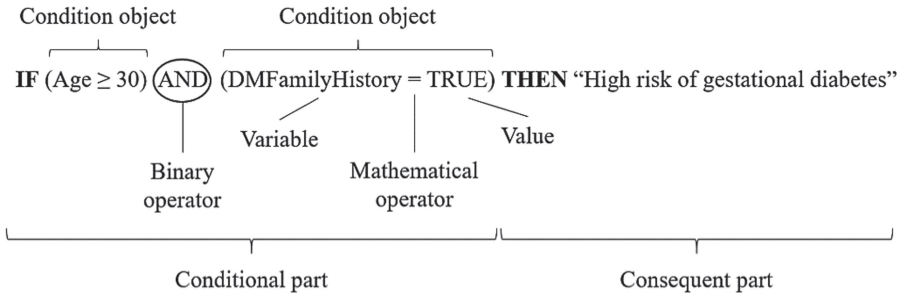 Condition object
Condition object
IF (Age ≥ 30) AND (DMFamilyHistory = TRUE) THEN “High risk of gestational diabetes”
Variable
Value
Binary
operator
Mathematical
operator
Conditional part
Consequent part